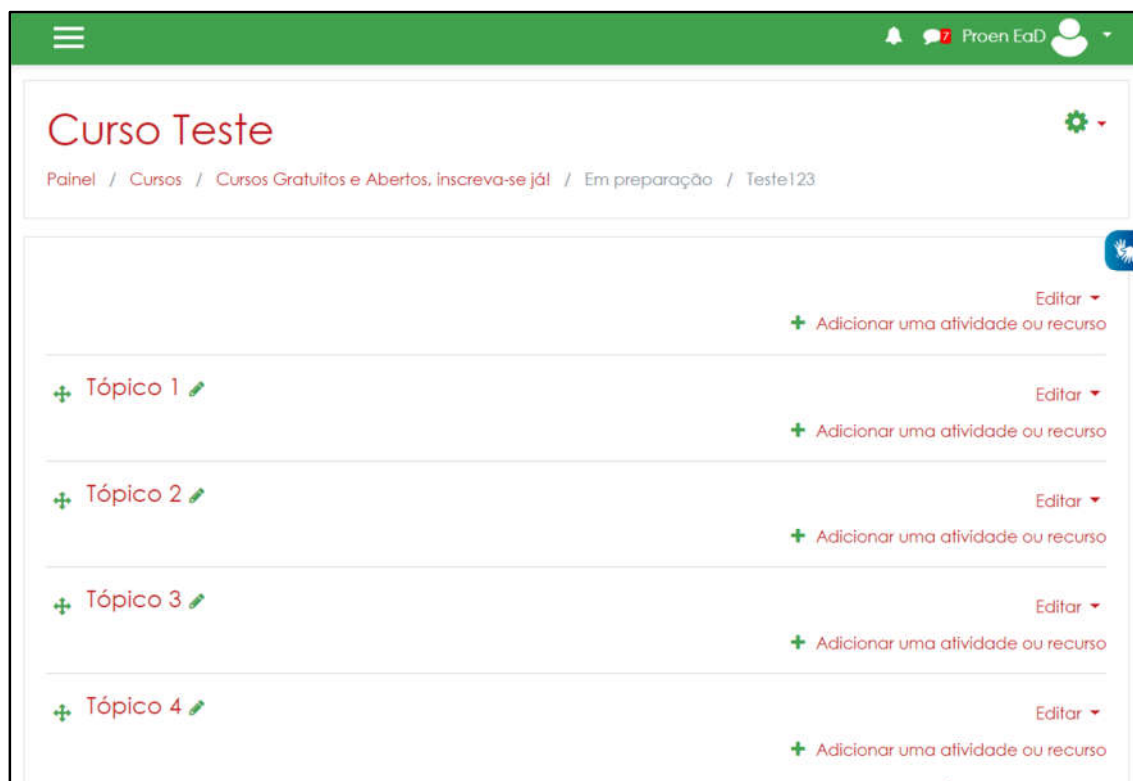 7 Proen EaD
Curso Teste
Painel / Cursos / Cursos Gratuitos e Abertos, inscreva-se já! / Em preparação / Teste123
Editar
Adicionar uma atividade ou recurso
Tópico 1
Editar
Adicionar uma atividade ou recurso
Tópico 2
Editar
Adicionar uma atividade ou recurso
Tópico 3
Editar
Adicionar uma atividade ou recurso
Tópico 4
Editar
Adicionar uma atividade ou recurso